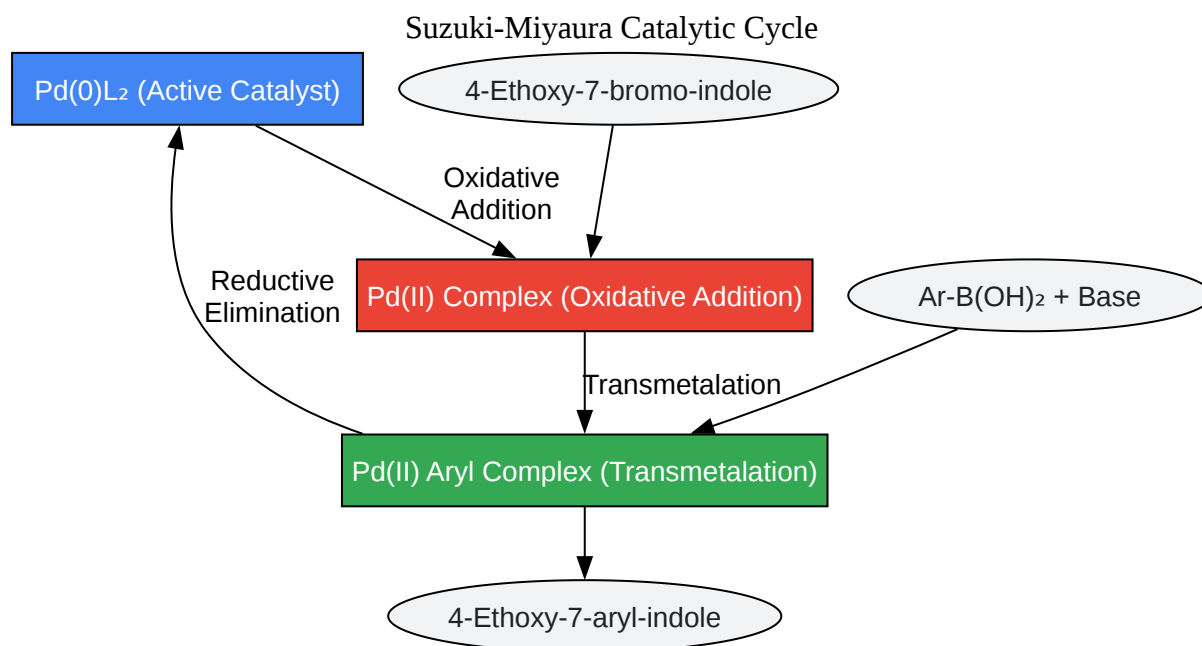 Suzuki-Miyaura Catalytic Cycle
Pd(0)L₂ (Active Catalyst)
4-Ethoxy-7-bromo-indole
Oxidative
Addition
Reductive
Elimination
Pd(II) Complex (Oxidative Addition)
Ar-B(OH)₂ + Base
Transmetalation
Pd(II) Aryl Complex (Transmetalation)
4-Ethoxy-7-aryl-indole